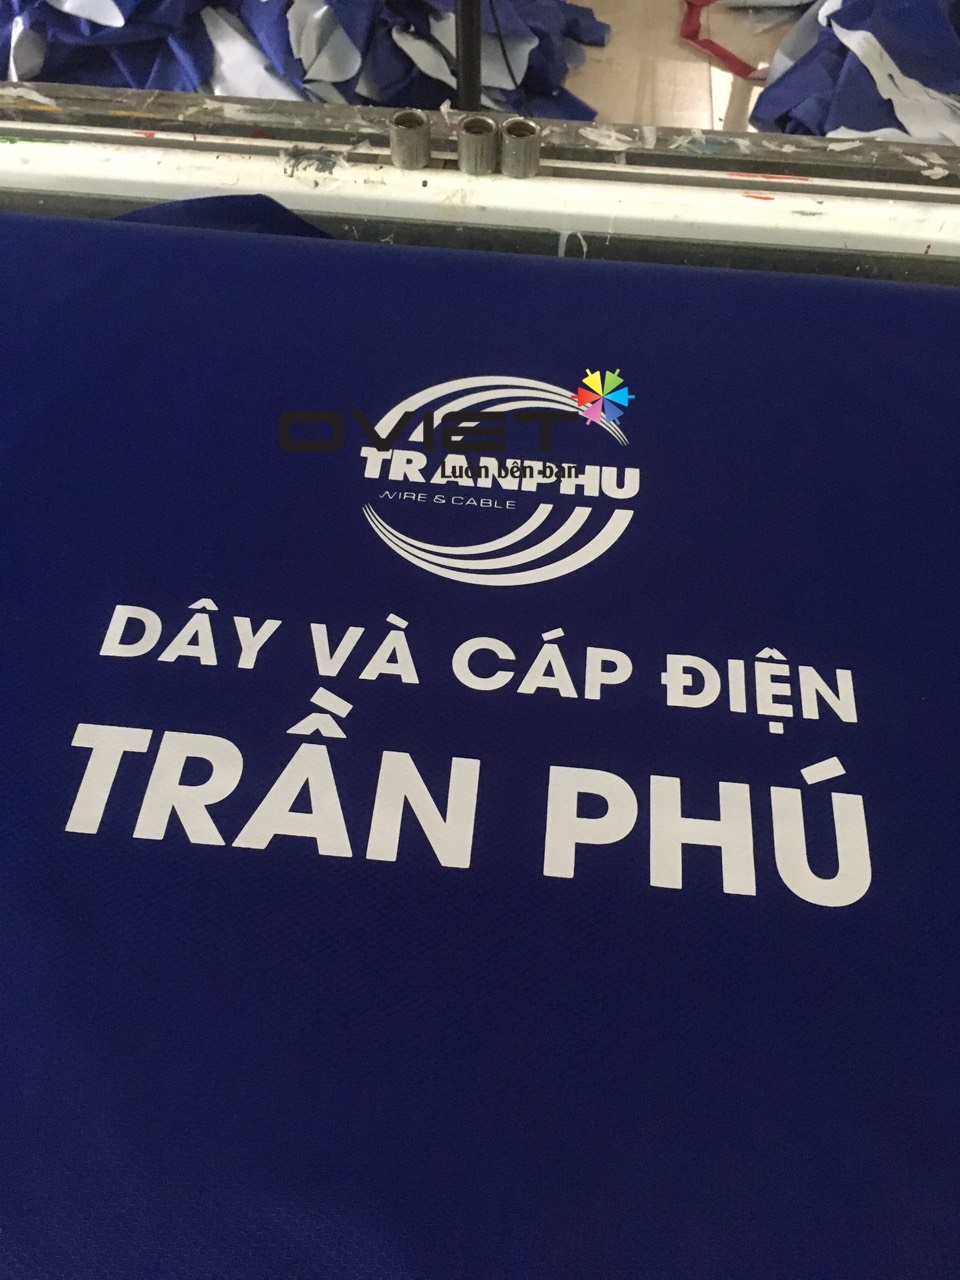 OVIET
TRANPHU
Luôn bên bạn
WIRE & CABLE
DÂY VÀ CÁP ĐIỆN
TRẦN PHÚ